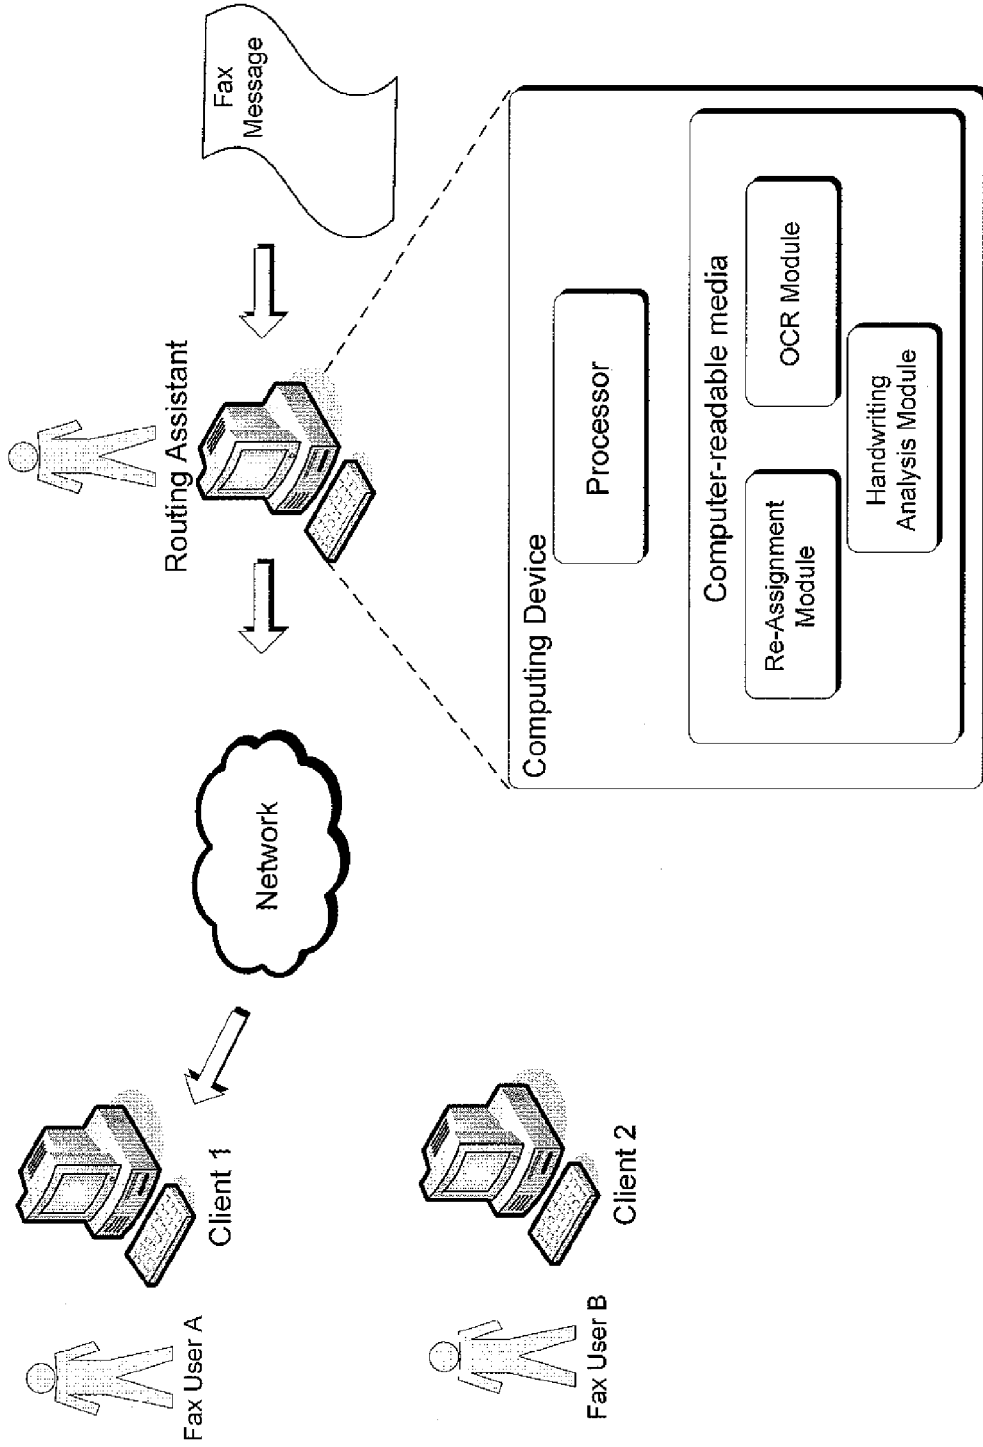 Fax
Message
Routing Assistant
Network
Client 1
Fax User A
Client 2
Fax User B
Computing Device
Processor
Computer-readable media
Re-Assignment
Module
OCR Module
Handwriting
Analysis Module